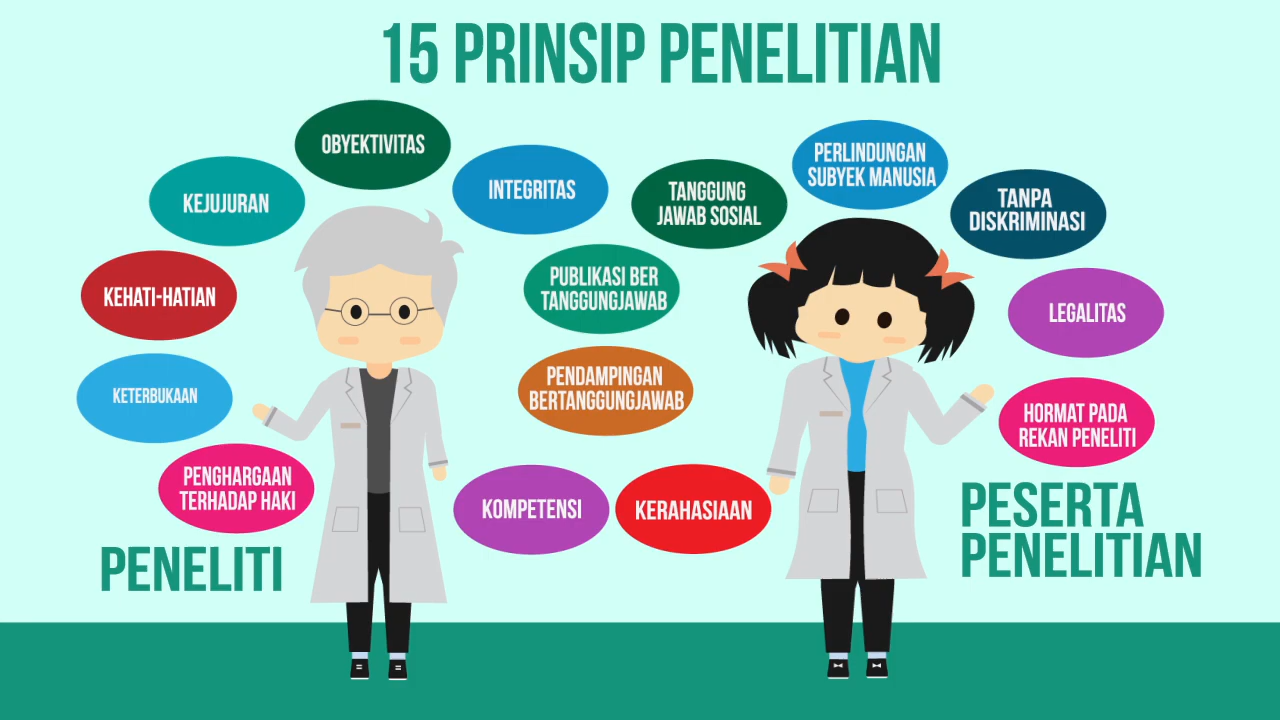 15 PRINSIP PENELITIAN
OBYEKTIVITAS
KEJUJURAN
INTEGRITAS
KEHATI-HATIAN
KETERBUKAAN
PENGHARGAAN
TERHADAP HAKI
PENELITI
TANGGUNG
JAWAB SOSIAL
PERLINDUNGAN
SUBYEK MANUSIA
TANPA
DISKRIMINASI
PUBLIKASI BER
TANGGUNGJAWAB
LEGALITAS
PENDAMPINGAN
BERTANGGUNGJAWAB
HORMAT PADA
REKAN PENELITI
KOMPETENSI
KERAHASIAAN
PESERTA
PENELITIAN